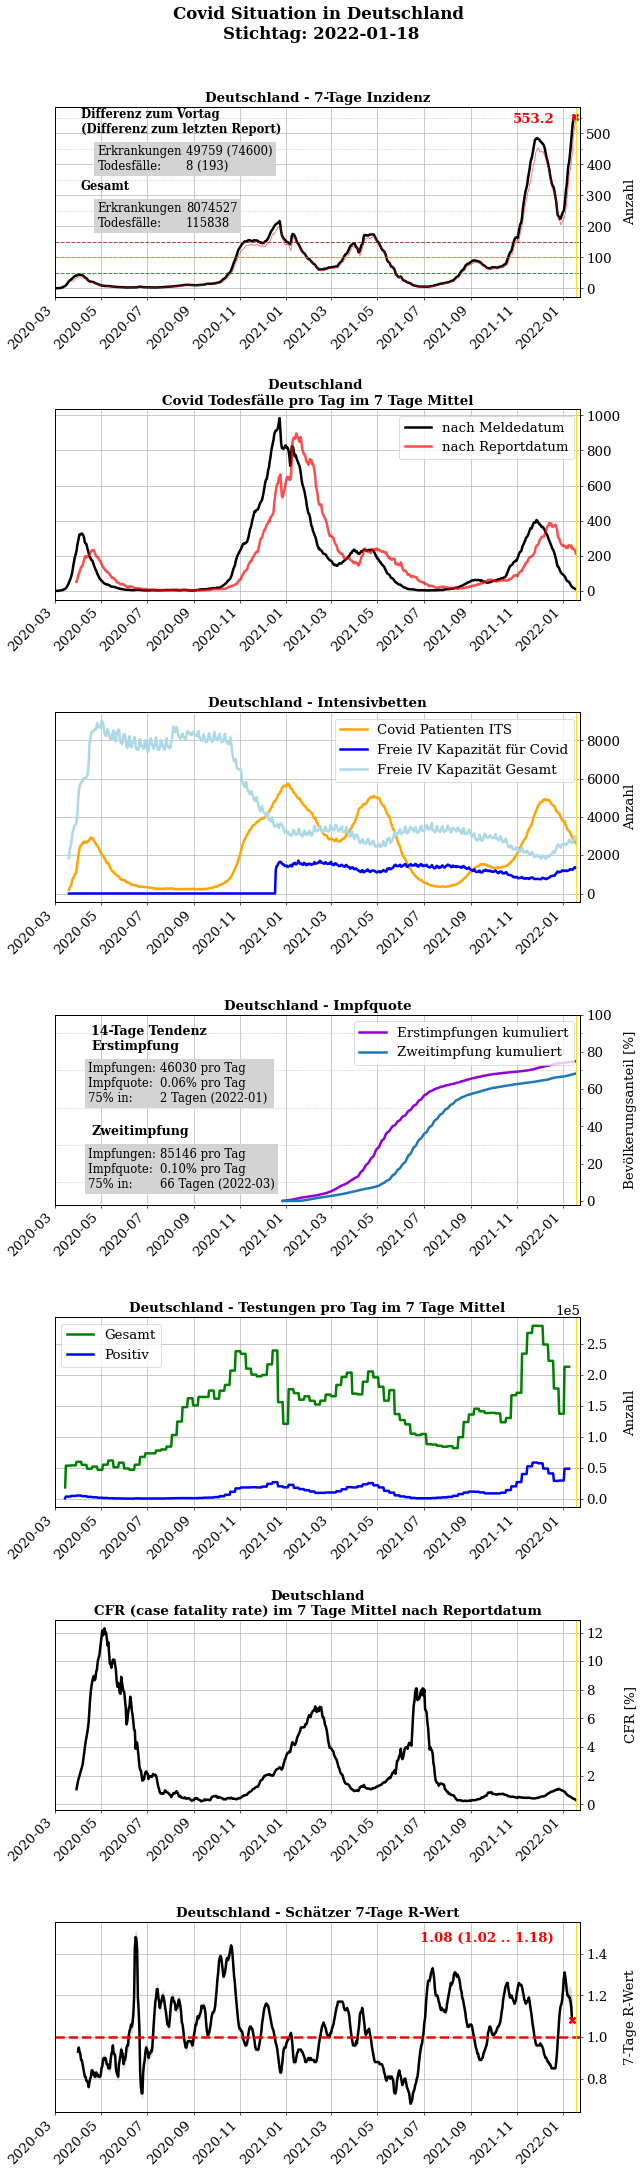 Covid Situation in Deutschland
Stichtag: 2022-01-18
Deutschland - 7-Tage Inzidenz
Differenz zum Vortag
(Differenz zum letzten Report)
Erkrankungen 49759 (74600)
Todesfälle: 8 (193)
Gesamt
Erkrankungen 8074527
Todesfälle: 115838
553.2
500
400
300
200
100
0
Anzahl
2020-03 2020-05 2020-07 2020-09 2020-11 2021-01 2021-03 2021-05 2021-07 2021-09 2021-11 2022-01
Deutschland
Covid Todesfälle pro Tag im 7 Tage Mittel
nach Meldedatum
nach Reportdatum
1000
800
600
400
200
0
2020-03 2020-05 2020-07 2020-09 2020-11 2021-01 2021-03 2021-05 2021-07 2021-09 2021-11 2022-01
Deutschland - Intensivbetten
Covid Patienten ITS
Freie IV Kapazität für Covid
Freie IV Kapazität Gesamt
8000
6000
4000
2000
0
Anzahl
2020-03 2020-05 2020-07 2020-09 2020-11 2021-01 2021-03 2021-05 2021-07 2021-09 2021-11 2022-01
Deutschland - Impfquote
14-Tage Tendenz
Erstimpfung
Impfungen: 46030 pro Tag
Impfquote: 0.06% pro Tag
75% in: 2 Tagen (2022-01)
Zweitimpfung
Impfungen: 85146 pro Tag
Impfquote: 0.10% pro Tag
75% in: 66 Tagen (2022-03)
Erstimpfungen kumuliert
Zweitimpfung kumuliert
100
80
60
40
20
0
Bevölkerungsanteil [%]
2020-03 2020-05 2020-07 2020-09 2020-11 2021-01 2021-03 2021-05 2021-07 2021-09 2021-11 2022-01
Deutschland - Testungen pro Tag im 7 Tage Mittel
1e5
Gesamt
Positiv
2.5
2.0
1.5
1.0
0.5
0.0
Anzahl
2020-03 2020-05 2020-07 2020-09 2020-11 2021-01 2021-03 2021-05 2021-07 2021-09 2021-11 2022-01
Deutschland
CFR (case fatality rate) im 7 Tage Mittel nach Reportdatum
12
10
8
6
4
2
0
CFR [%]
2020-03 2020-05 2020-07 2020-09 2020-11 2021-01 2021-03 2021-05 2021-07 2021-09 2021-11 2022-01
Deutschland - Schätzer 7-Tage R-Wert
1.08 (1.02 .. 1.18)
1.4
1.2
1.0
0.8
7-Tage R-Wert
2020-03 2020-05 2020-07 2020-09 2020-11 2021-01 2021-03 2021-05 2021-07 2021-09 2021-11 2022-01